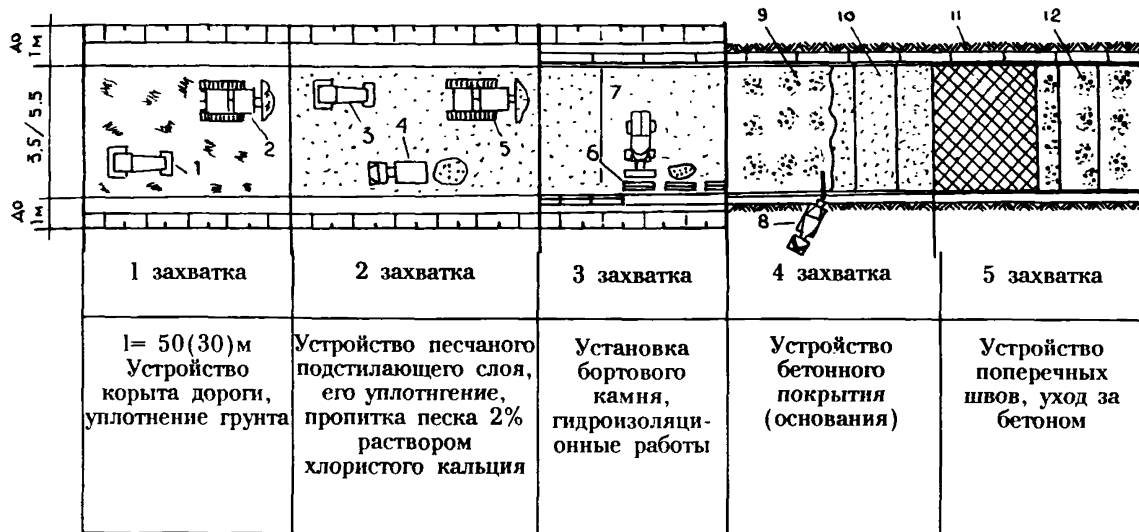 до
1м
3,5/5.5
до
1м
1
2
3
4
5
6
7
8
9
10
11
12
1 захватка
2 захватка
3 захватка
4 захватка
5 захватка
l= 50(30)м
Устройство
корыта дороги,
уплотнение грунта
Устройство песчаного
подстилающего слоя,
его уплотнгение,
пропитка песка 2%
раствором
хлористого кальция
Установка
бортового
камня,
гидроизоляци-
онные работы
Устройство
бетонного
покрытия
(основания)
Устройство
поперечных
швов, уход за
бетоном